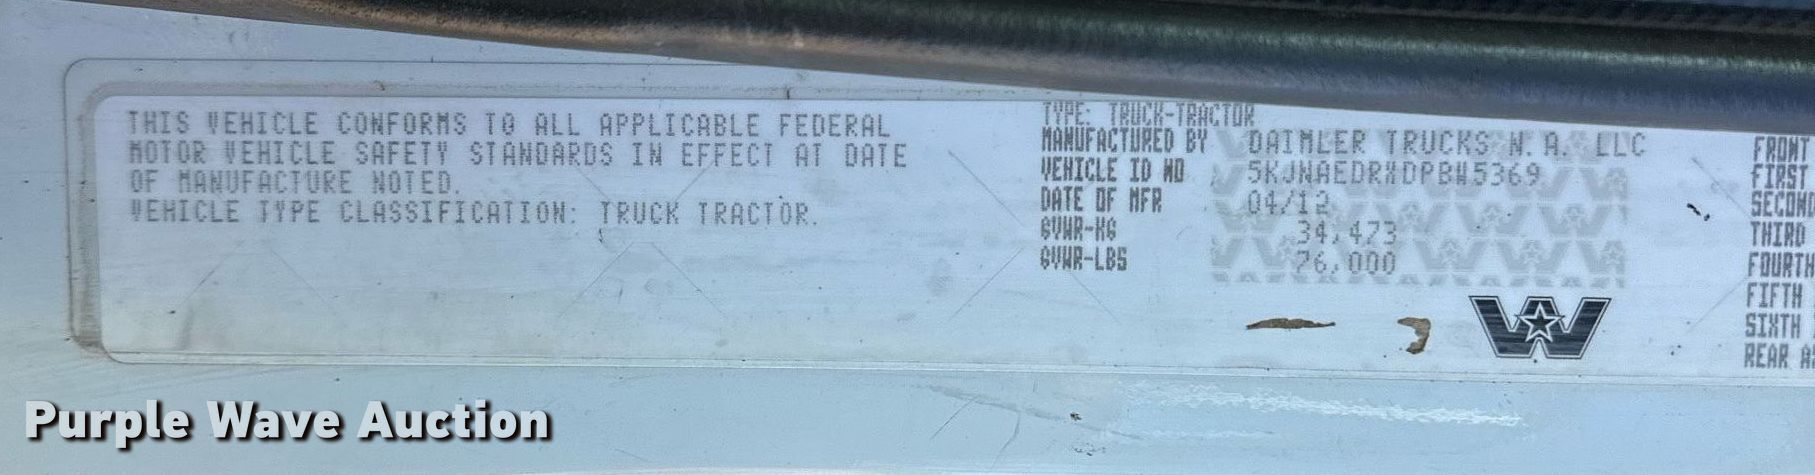 THIS VEHICLE CONFORMS TO ALL APPLICABLE FEDERAL
MOTOR VEHICLE SAFETY STANDARDS IN EFFECT AT DATE
OF MANUFACTURE NOTED.
VEHICLE TYPE CLASSIFICATION: TRUCK TRACTOR.
TYPE: TRUCK-TRACTOR
MANUFACTURED BY DAIMLER TRUCKS N.A. LLC
VEHICLE ID NO 5KJNAEDRXDPBW5369
DATE OF MFR 04/12
GVWR-KG 34,473
GVWR-LBS 76,000
W
FRONT
FIRST
SECOND
THIRD
FOURTH
FIFTH
SIXTH
REAR
Purple Wave Auction